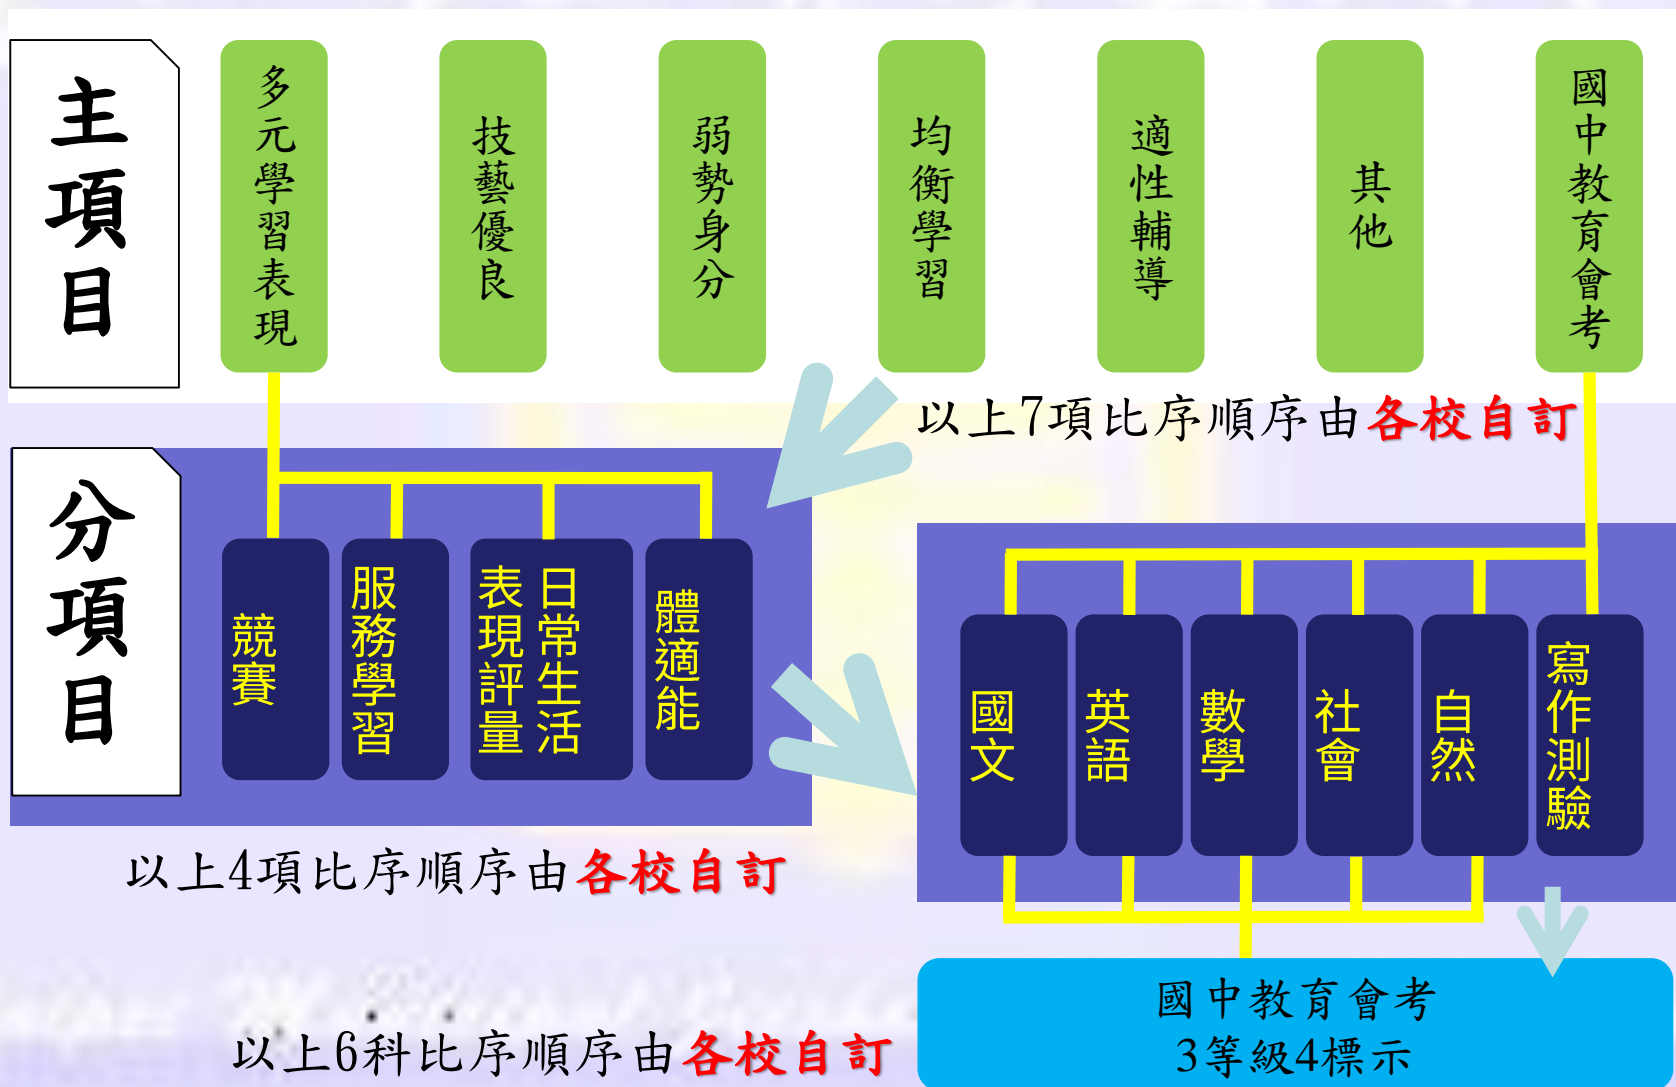 主項目
多元學習表現
技藝優良
弱勢身分
均衡學習
適性輔導
其他
國中教育會考
以上7項比序順序由各校自訂
分項目
競賽
服務學習
日常生活
表現評量
體適能
國文
英語
數學
社會
自然
寫作測驗
以上4項比序順序由各校自訂
國中教育會考
3等級4標示
以上6科比序順序由各校自訂